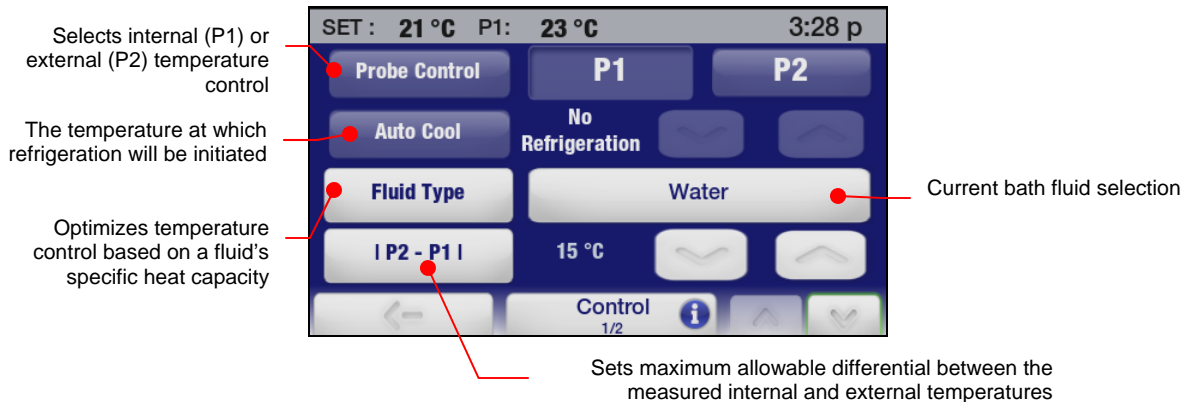 SET : 21 °C P1: 23 °C 3:28 p
Selects internal (P1) or
external (P2) temperature
control
Probe Control P1 P2
The temperature at which
refrigeration will be initiated
Auto Cool
No
Refrigeration
Fluid Type Water
Current bath fluid selection
Optimizes temperature
control based on a fluid's
specific heat capacity
| P2 - P1 | 15 °C
Control
1/2
i
Sets maximum allowable differential between the
measured internal and external temperatures